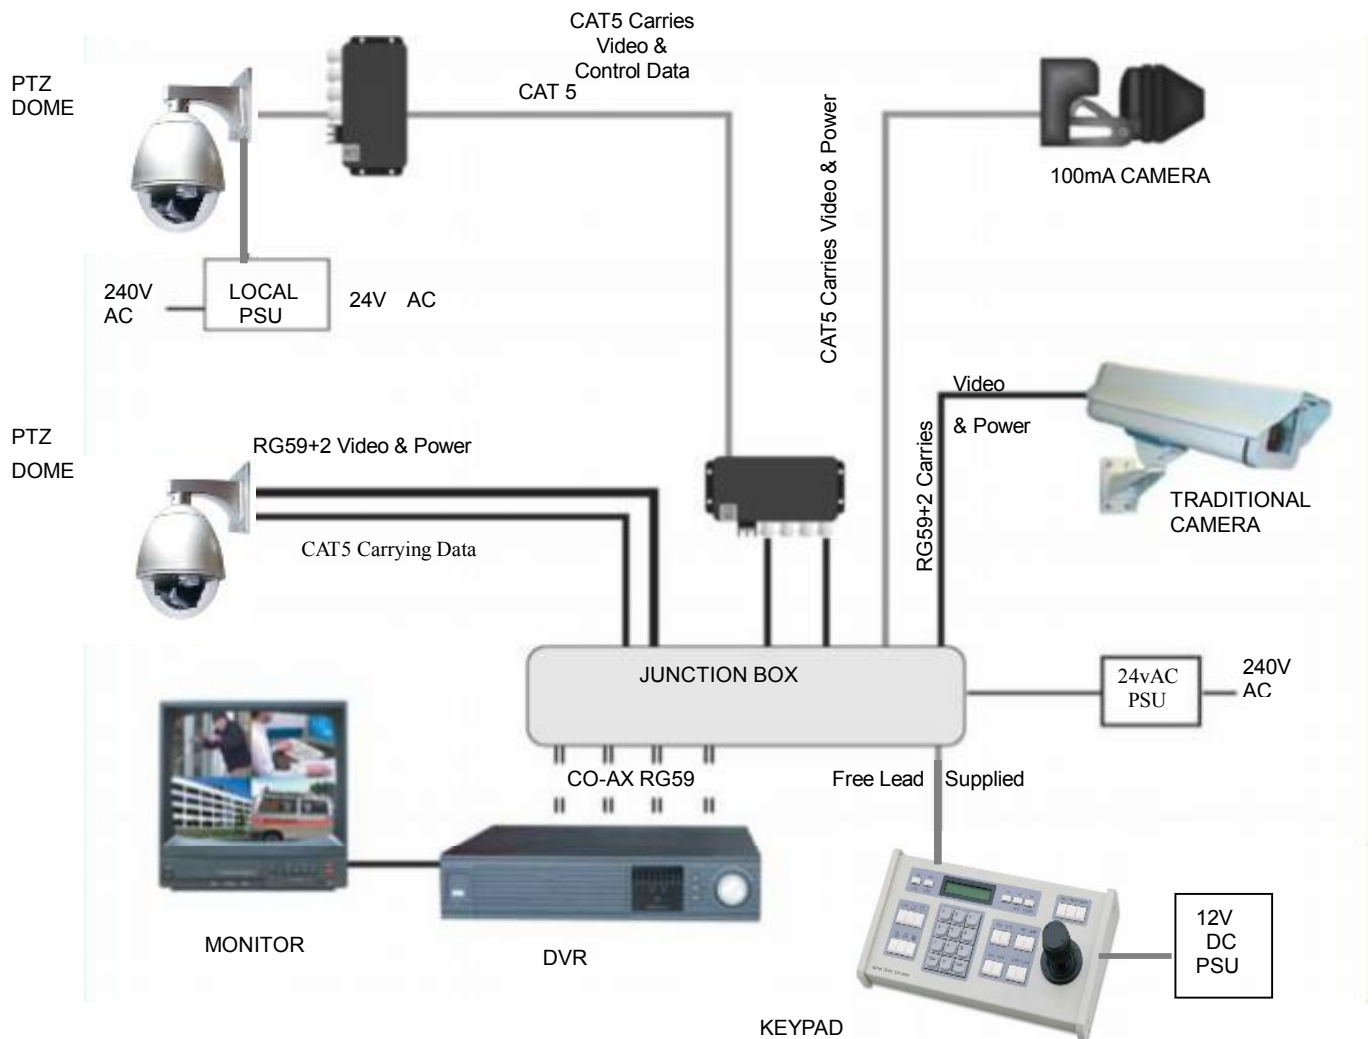 CAT5 Carries
Video &
Control Data
CAT 5
PTZ
DOME
CAT5 Carries Video & Power
100mA CAMERA
240V
AC
LOCAL
PSU
24V AC
Video
& Power
RG59+2 Carries
PTZ
DOME
RG59+2 Video & Power
CAT5 Carrying Data
TRADITIONAL
CAMERA
JUNCTION BOX
24vAC
PSU
240V
AC
CO-AX RG59
Free Lead Supplied
MONITOR
DVR
12V
DC
PSU
KEYPAD